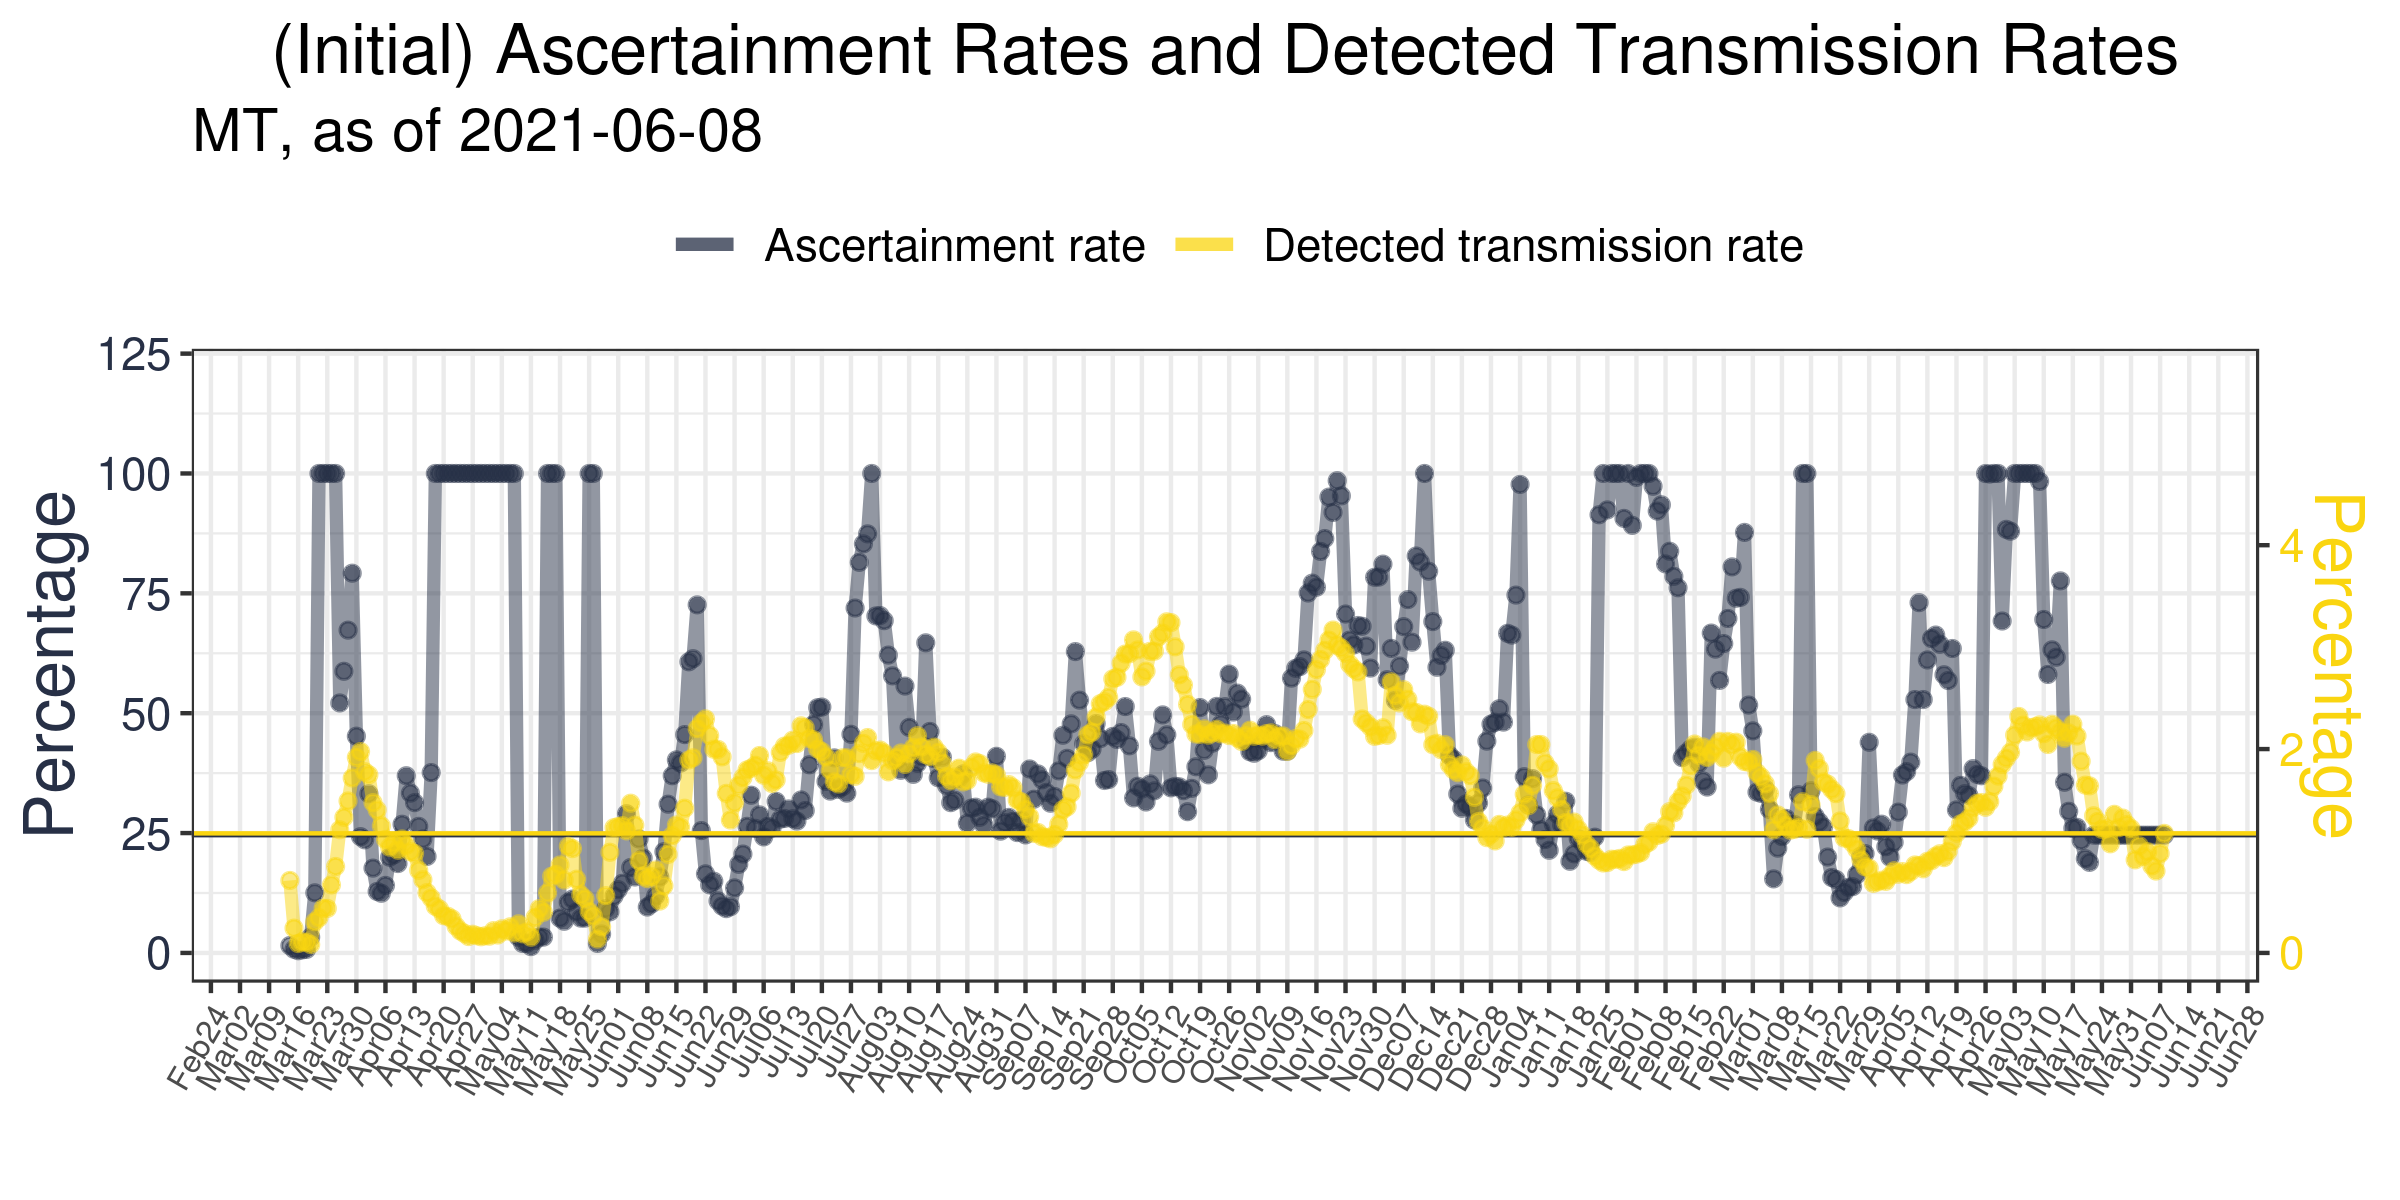 (Initial) Ascertainment Rates and Detected Transmission Rates
MT, as of 2021-06-08
Ascertainment rate
Detected transmission rate
125
100
75
50
25
0
Percentage
4
2
0
Percentage
Feb24
Mar02
Mar09
Mar16
Mar23
Mar30
Apr06
Apr13
Apr20
Apr27
May04
May11
May18
May25
Jun01
Jun08
Jun15
Jun22
Jun29
Jul06
Jul13
Jul20
Jul27
Aug03
Aug10
Aug17
Aug24
Aug31
Sep07
Sep14
Sep21
Sep28
Oct05
Oct12
Oct19
Oct26
Nov02
Nov09
Nov16
Nov23
Nov30
Dec07
Dec14
Dec21
Dec28
Jan04
Jan11
Jan18
Jan25
Feb01
Feb08
Feb15
Feb22
Mar01
Mar08
Mar15
Mar22
Mar29
Apr05
Apr12
Apr19
Apr26
May03
May10
May17
May24
May31
Jun07
Jun14
Jun21
Jun28